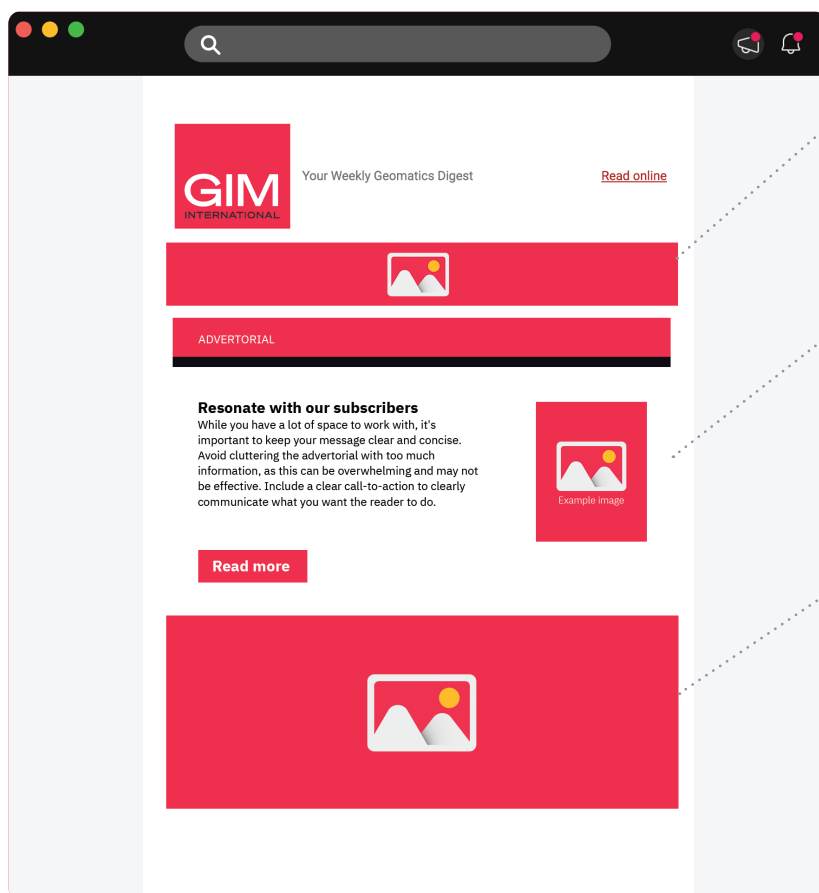 GIM
INTERNATIONAL
Your Weekly Geomatics Digest
Read online
ADVERTORIAL
Resonate with our subscribers
While you have a lot of space to work with, it's
important to keep your message clear and concise.
Avoid cluttering the advertorial with too much
information, as this can be overwhelming and may not
be effective. Include a clear call-to-action to clearly
communicate what you want the reader to do.
Example image
Read more